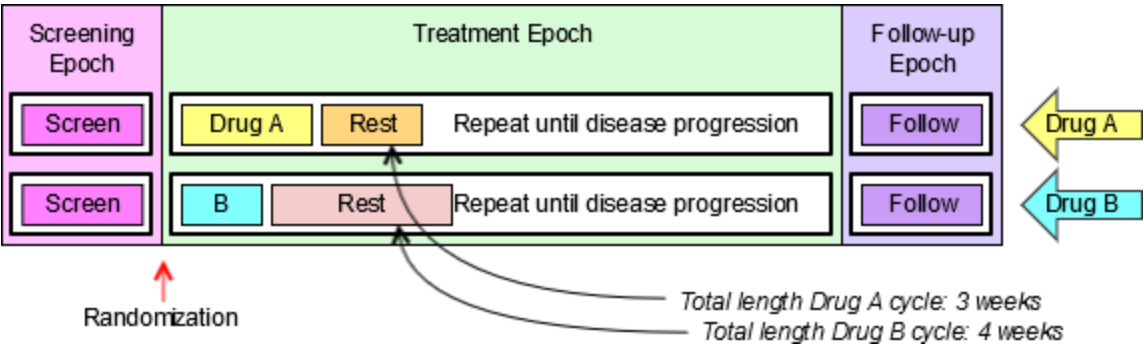 Screening
Epoch
Treatment Epoch
Follow-up
Epoch
Screen
Drug A
Rest
Repeat until disease progression
Follow
Drug A
Screen
B
Rest
Repeat until disease progression
Follow
Drug B
Randomization
Total length Drug A cycle: 3 weeks
Total length Drug B cycle: 4 weeks